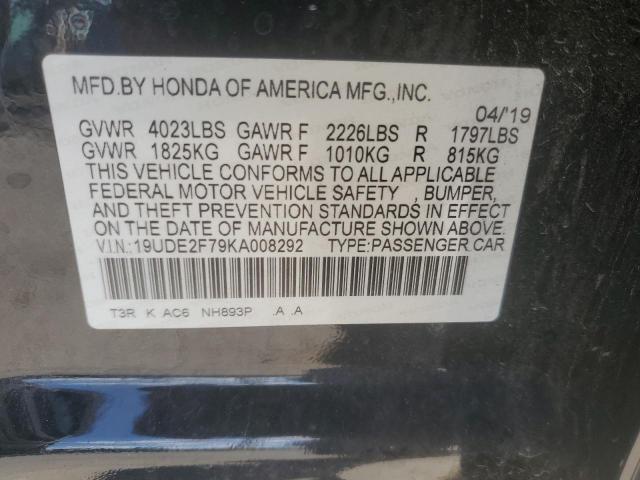 MFD.BY HONDA OF AMERICA MFG.,INC.
04/'19
GVWR 4023LBS GAWR F 2226LBS R 1797LBS
GVWR 1825KG GAWR F 1010KG R 815KG
THIS VEHICLE CONFORMS TO ALL APPLICABLE
FEDERAL MOTOR VEHICLE SAFETY , BUMPER,
AND THEFT PREVENTION STANDARDS IN EFFECT
ON THE DATE OF MANUFACTURE SHOWN ABOVE.
V.I.N.:19UDE2F79KA008292 TYPE:PASSENGER CAR
T3R K AC6 NH893P .A .A